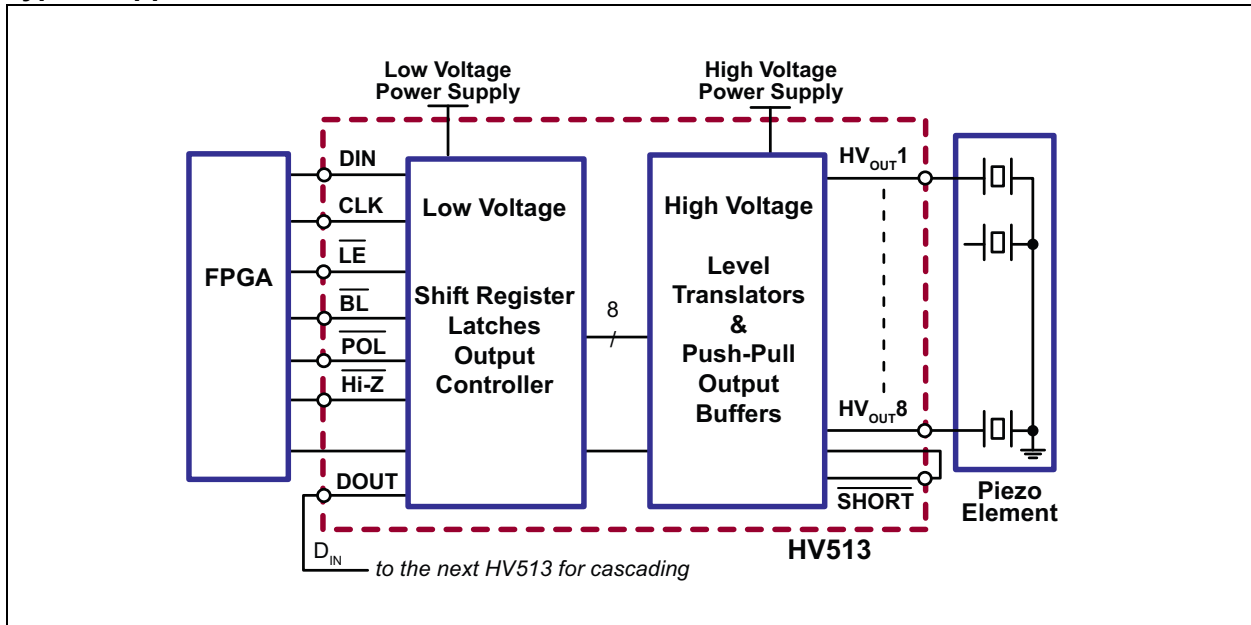 Low Voltage
Power Supply
High Voltage
Power Supply
FPGA
DIN
CLK
LE
BL
POL
Hi-Z
DOUT
Low Voltage
Shift Register
Latches
Output
Controller
8
High Voltage
Level
Translators
&
Push-Pull
Output
Buffers
HVOUT1
HVOUT8
SHORT
Piezo
Element
HV513
DIN
to the next HV513 for cascading